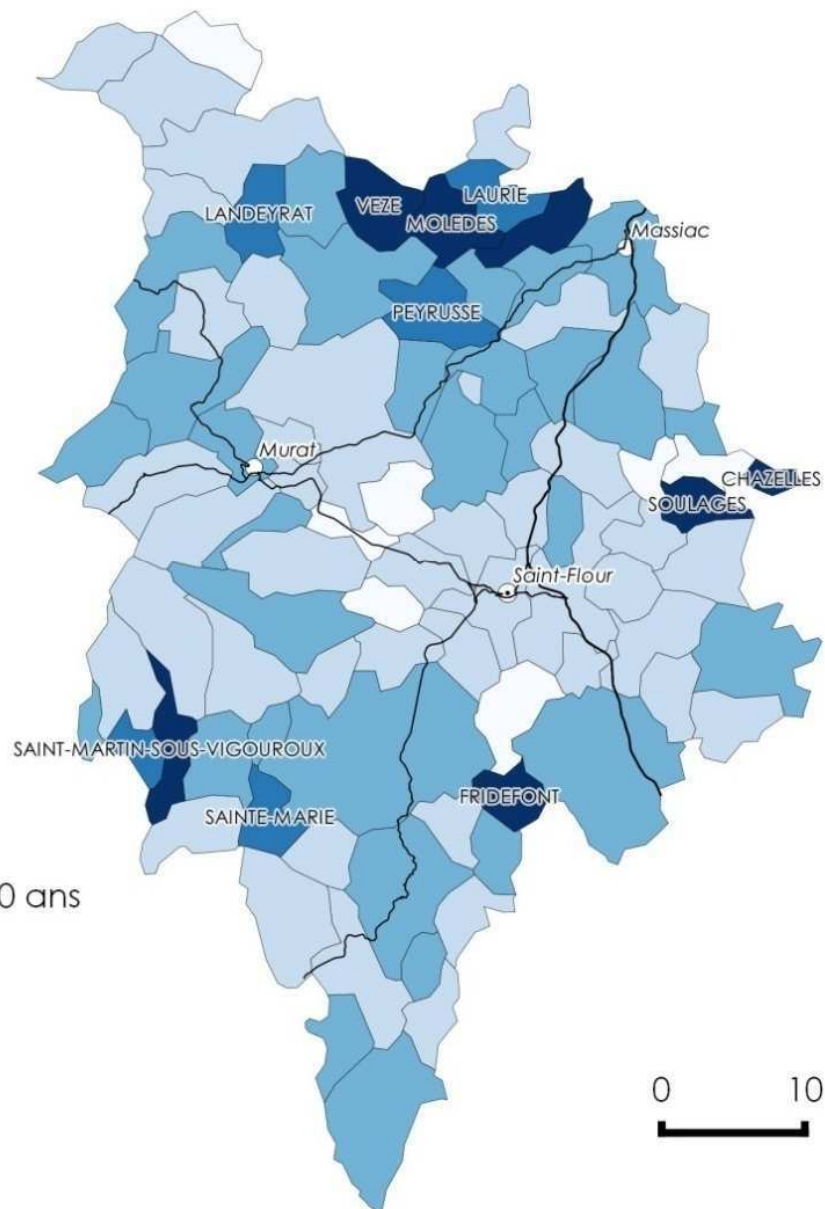 LAURIE
VEZE
LANDEYRAT
MOLEDES
Massiac
PEYRUSSE
Murat
CHAZELLES
SOULAGES
Saint-Flour
SAINT-MARTIN-SOUS-VIGOUROUX
FRIDEFONT
SAINTE-MARIE
0 ans
0 10